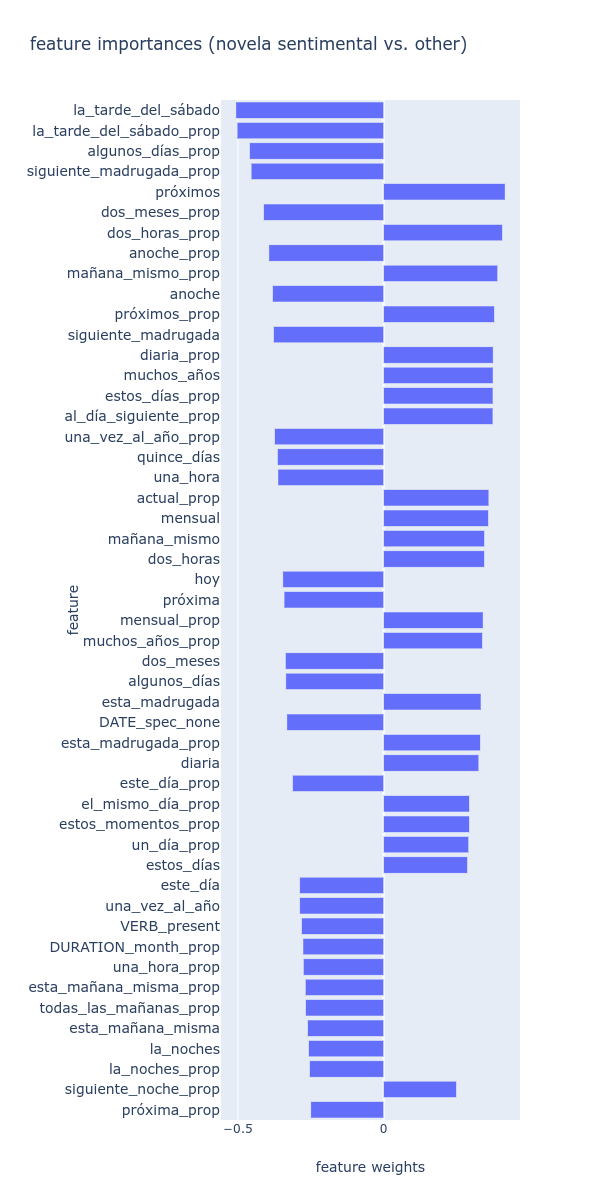 feature importances (novela sentimental vs. other)
la_tarde_del_sábado
la_tarde_del_sábado_prop
algunos_días_prop
siguiente_madrugada_prop
próximos
dos_meses_prop
dos_horas_prop
anoche_prop
mañana_mismo_prop
anoche
próximos_prop
siguiente_madrugada
diaria_prop
muchos_años
estos_días_prop
al_día_siguiente_prop
una_vez_al_año_prop
quince_días
una_hora
actual_prop
mensual
mañana_mismo
dos_horas
hoy
próxima
mensual_prop
muchos_años_prop
dos_meses
algunos_días
esta_madrugada
DATE_spec_none
esta_madrugada_prop
diaria
este_día_prop
el_mismo_día_prop
estos_momentos_prop
un_día_prop
estos_días
este_día
una_vez_al_año
VERB_present
DURATION_month_prop
una_hora_prop
esta_mañana_misma_prop
todas_las_mañanas_prop
esta_mañana_misma
la_noches
la_noches_prop
siguiente_noche_prop
próxima_prop
feature
−0.5 0
feature weights